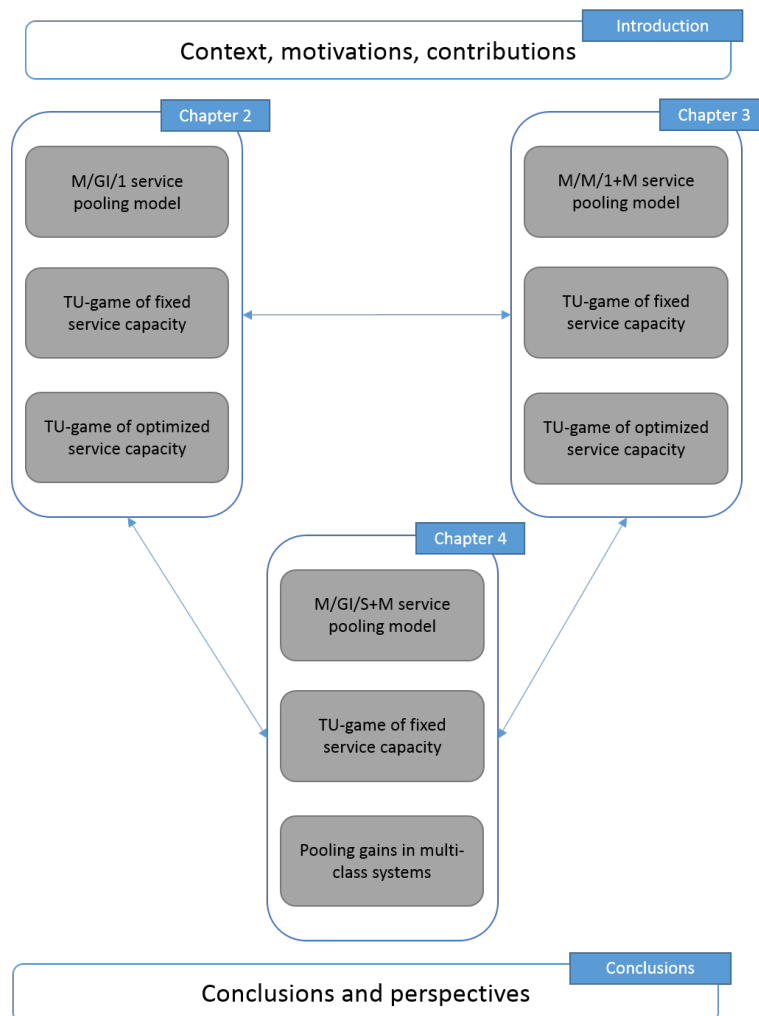 Introduction
Context, motivations, contributions
Chapter 2
M/GI/1 service
pooling model
TU-game of fixed
service capacity
TU-game of optimized
service capacity
Chapter 3
M/M/1+M service
pooling model
TU-game of fixed
service capacity
TU-game of optimized
service capacity
Chapter 4
M/GI/S+M service
pooling model
TU-game of fixed
service capacity
Pooling gains in multi-
class systems
Conclusions
Conclusions and perspectives